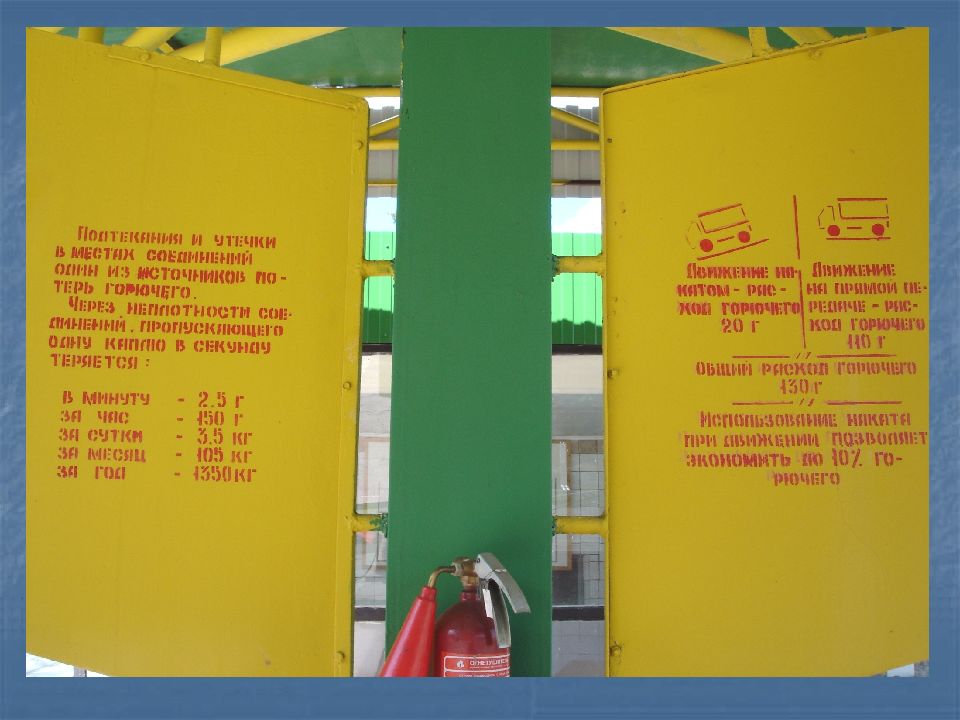 Подтекания и утечки
в местах соединений
один из источников по-
терь горючего.
Через неплотности сое-
динений, пропускающего
одну каплю в секунду
теряется:
в минуту - 2,5 г
за час - 150 г
за сутки - 3,5 кг
за месяц - 105 кг
за год - 1350 кг
Движение на-
катом - рас-
ход горючего
20 г
Движение
на прямой пе-
редаче - рас-
ход горючего
110 г
Общий расход горючего
130 г
Использование наката
при движении позволяет
экономить до 10% го-
рючего
ОГНЕТУШИТЕЛЬ